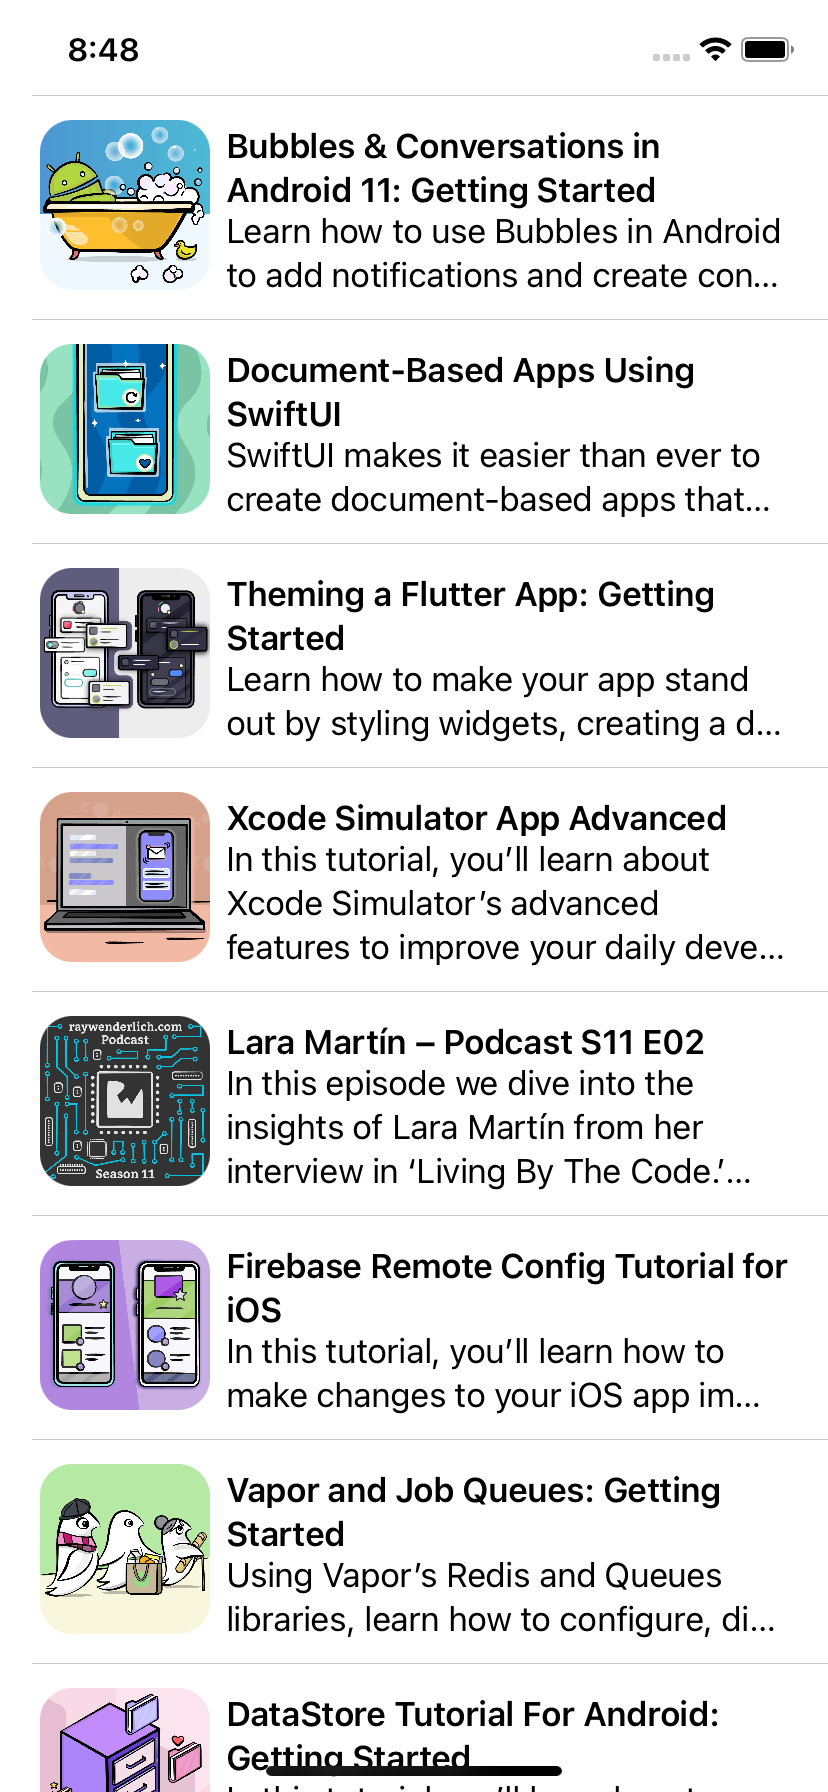 8:48
Bubbles & Conversations in
Android 11: Getting Started
Learn how to use Bubbles in Android
to add notifications and create con...
Document-Based Apps Using
SwiftUI
SwiftUI makes it easier than ever to
create document-based apps that...
Theming a Flutter App: Getting
Started
Learn how to make your app stand
out by styling widgets, creating a d...
Xcode Simulator App Advanced
In this tutorial, you’ll learn about
Xcode Simulator’s advanced
features to improve your daily deve...
raywenderlich.com
Podcast
Season 11
Lara Martín – Podcast S11 E02
In this episode we dive into the
insights of Lara Martín from her
interview in ‘Living By The Code.’...
Firebase Remote Config Tutorial for
iOS
In this tutorial, you’ll learn how to
make changes to your iOS app im...
Vapor and Job Queues: Getting
Started
Using Vapor’s Redis and Queues
libraries, learn how to configure, di...
DataStore Tutorial For Android:
Getting Started